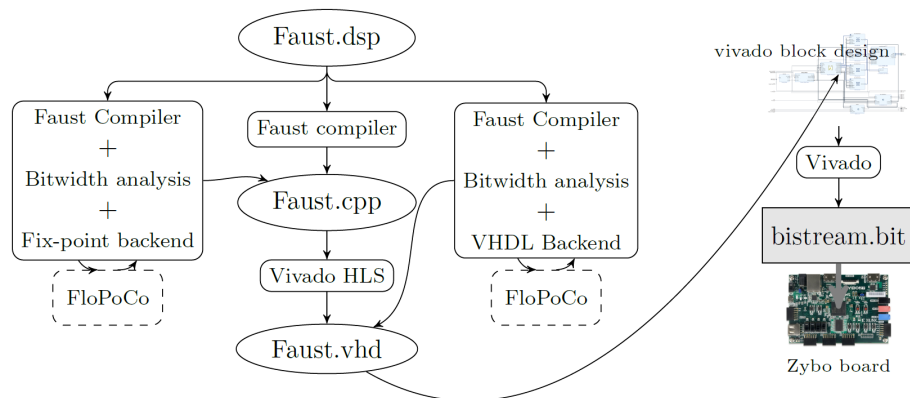 Faust.dsp
vivado block design
Faust Compiler
+
Bitwidth analysis
+
Fix-point backend
FloPoCo
Faust compiler
Faust.cpp
Vivado HLS
Faust.vhd
Faust Compiler
+
Bitwidth analysis
+
VHDL Backend
FloPoCo
Vivado
bistream.bit
Zybo board